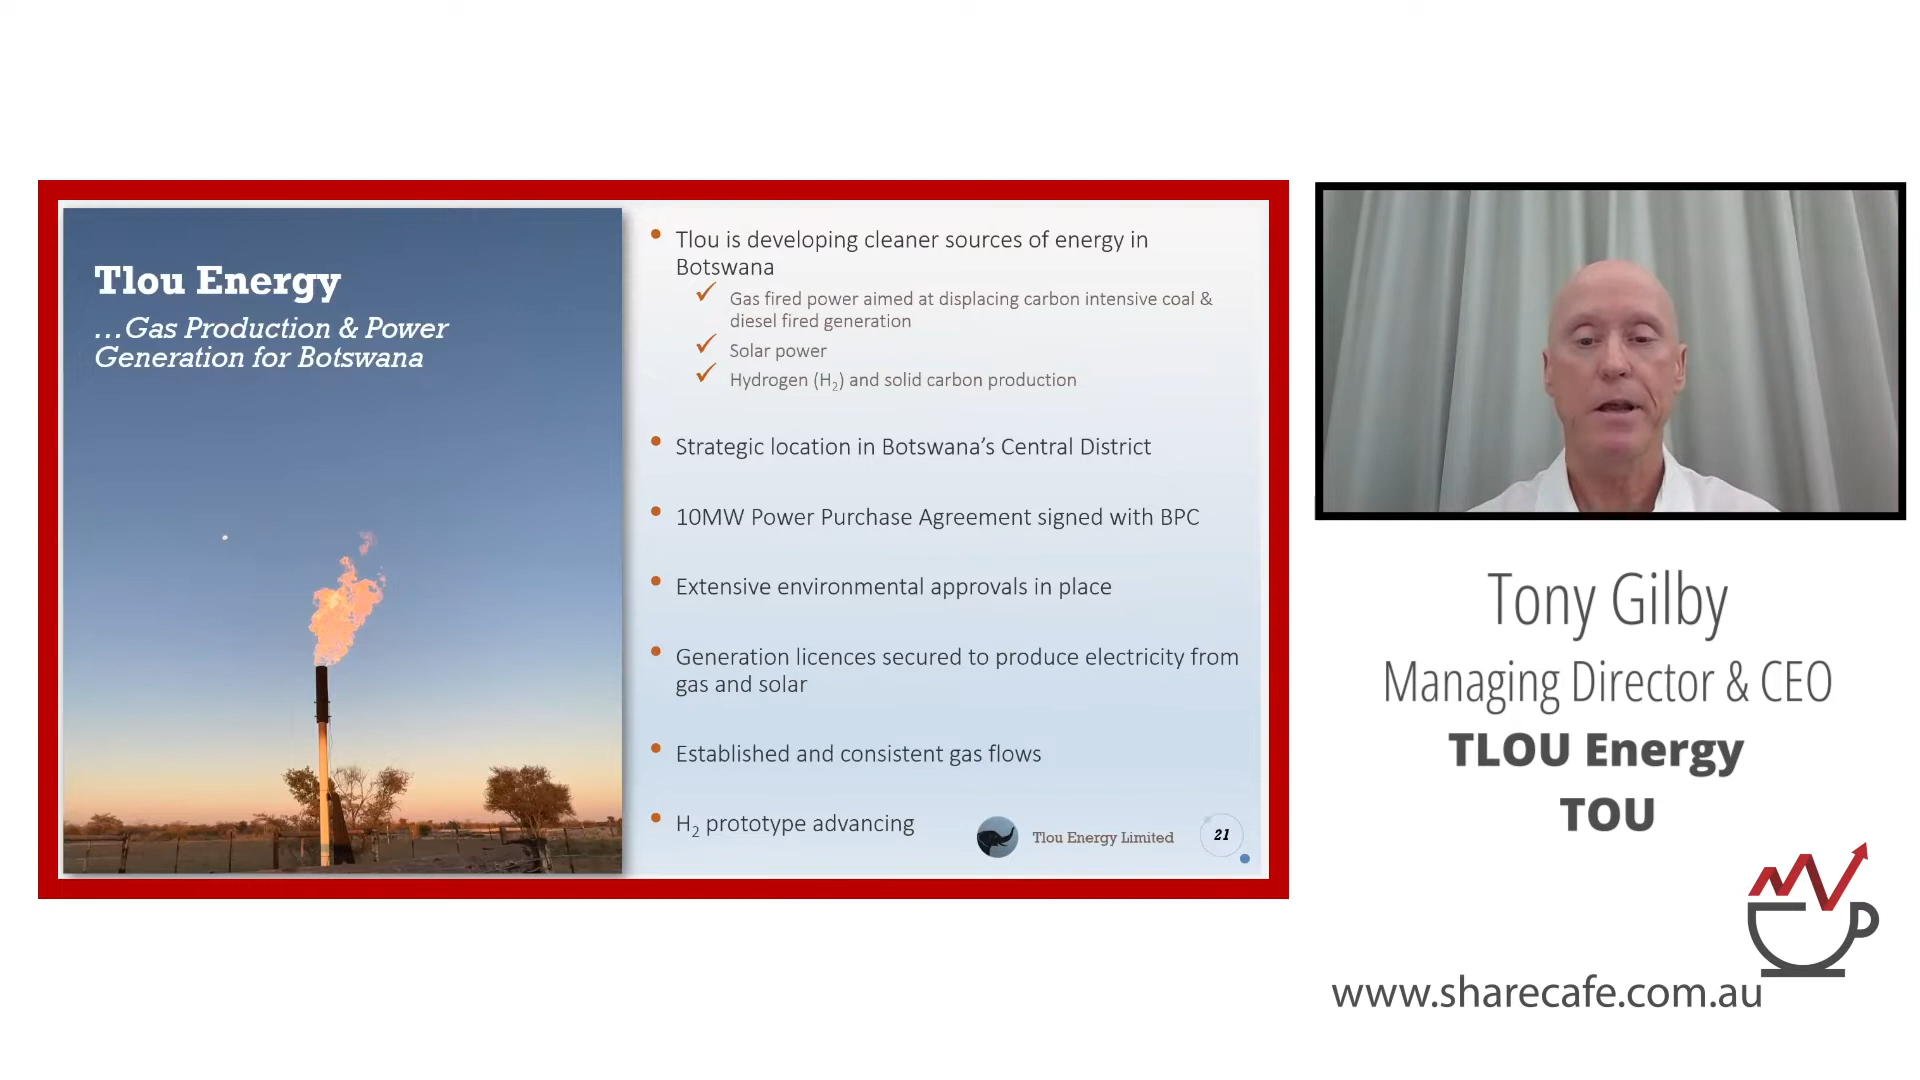 Tlou Energy
...Gas Production & Power
Generation for Botswana
• Tlou is developing cleaner sources of energy in
Botswana
✓ Gas fired power aimed at displacing carbon intensive coal &
diesel fired generation
✓ Solar power
✓ Hydrogen (H₂) and solid carbon production
• Strategic location in Botswana’s Central District
• 10MW Power Purchase Agreement signed with BPC
• Extensive environmental approvals in place
• Generation licences secured to produce electricity from
gas and solar
• Established and consistent gas flows
• H₂ prototype advancing
Tlou Energy Limited
21
Tony Gilby
Managing Director & CEO
TLOU Energy
TOU
www.sharecafe.com.au